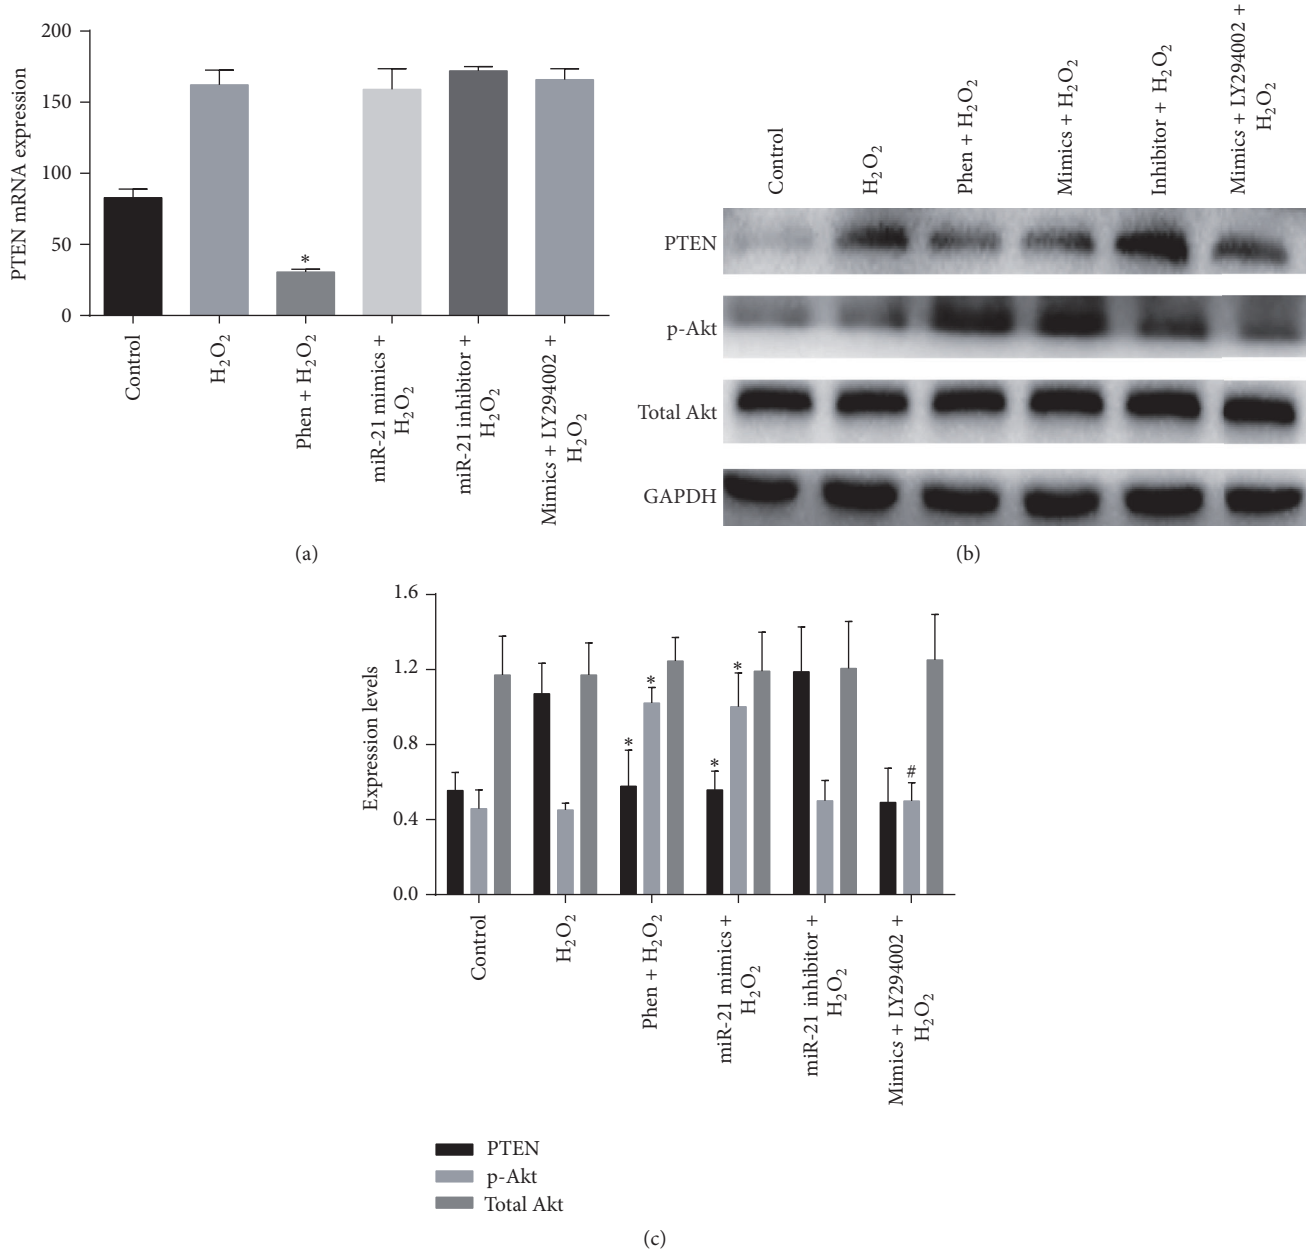 PTEN mRNA expression
200
150
100
50
0
*
Control
H₂O₂
Phen + H₂O₂
miR-21 mimics +
H₂O₂
miR-21 inhibitor +
H₂O₂
Mimics + LY294002 +
H₂O₂
(a)
Control
H₂O₂
Phen + H₂O₂
Mimics + H₂O₂
Inhibitor + H₂O₂
Mimics + LY294002 +
H₂O₂
PTEN
p-Akt
Total Akt
GAPDH
(b)
Expression levels
1.6
1.2
0.8
0.4
0.0
*
*
*
*
#
Control
H₂O₂
Phen + H₂O₂
miR-21 mimics +
H₂O₂
miR-21 inhibitor +
H₂O₂
Mimics + LY294002 +
H₂O₂
PTEN
p-Akt
Total Akt
(c)